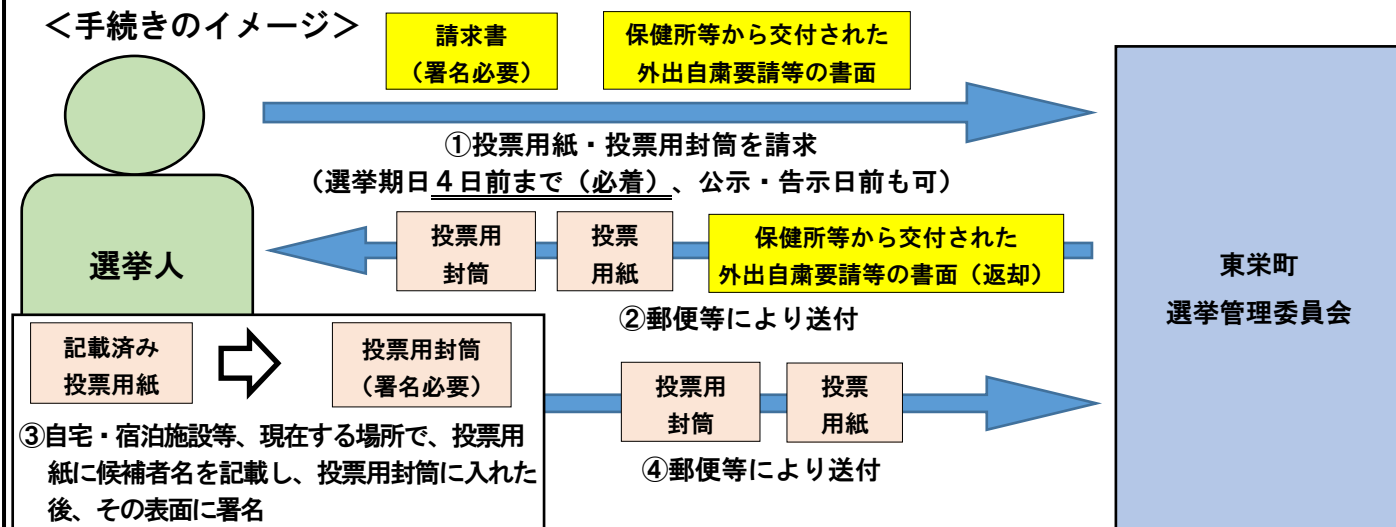 ＜手続きのイメージ＞
請求書
（署名必要）
保健所等から交付された
外出自粛要請等の書面
①投票用紙・投票用封筒を請求
（選挙期日４日前まで（必着）、公示・告示日前も可）
選挙人
投票用
封筒
投票
用紙
保健所等から交付された
外出自粛要請等の書面（返却）
②郵便等により送付
東栄町
選挙管理委員会
記載済み
投票用紙
投票用封筒
（署名必要）
③自宅・宿泊施設等、現在する場所で、投票用
紙に候補者名を記載し、投票用封筒に入れた
後、その表面に署名
投票用
封筒
投票
用紙
④郵便等により送付